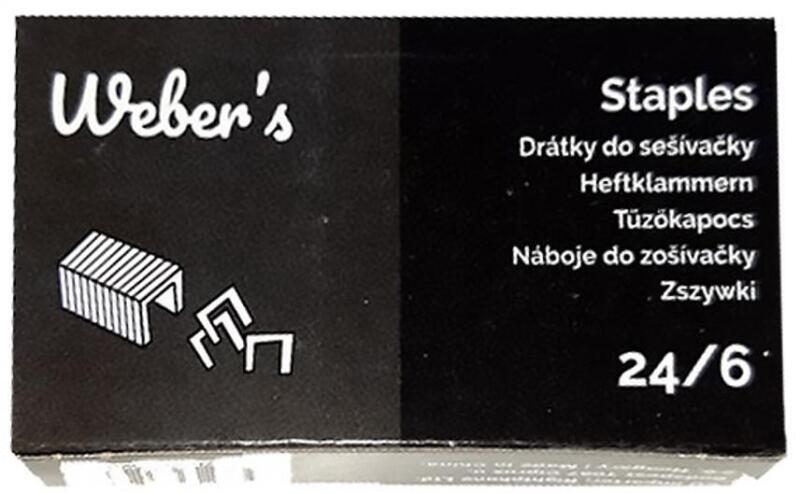 Weber's
Staples
Drátky do sešívačky
Heftklammern
Tűzőkapocs
Náboje do zošívačky
Zszywki
24/6